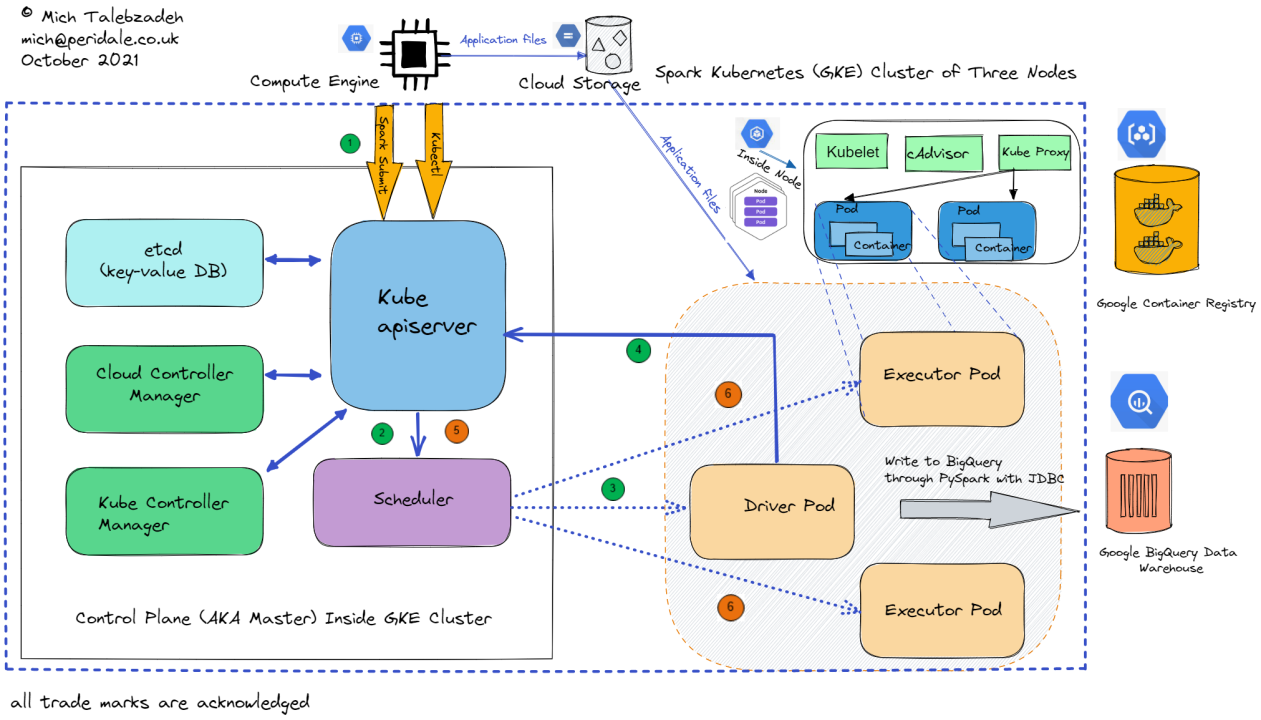 © Mich Talebzadeh
mich@peridale.co.uk
October 2021
Compute Engine
Application files
Cloud Storage
Spark Kubernetes (GKE) Cluster of Three Nodes
1
Spark Submit
Kubectl
Application files
Inside Node
Node
Pod
Pod
Pod
Kubelet
cAdvisor
Kube Proxy
Pod
Container
Pod
Container
Google Container Registry
etcd
(key-value DB)
Kube
apiserver
Cloud Controller
Manager
Kube Controller
Manager
2
5
Scheduler
4
6
3
6
Executor Pod
Driver Pod
Executor Pod
Write to BigQuery
through PySpark with JDBC
Google BigQuery Data
Warehouse
Control Plane (AKA Master) Inside GKE Cluster
all trade marks are acknowledged